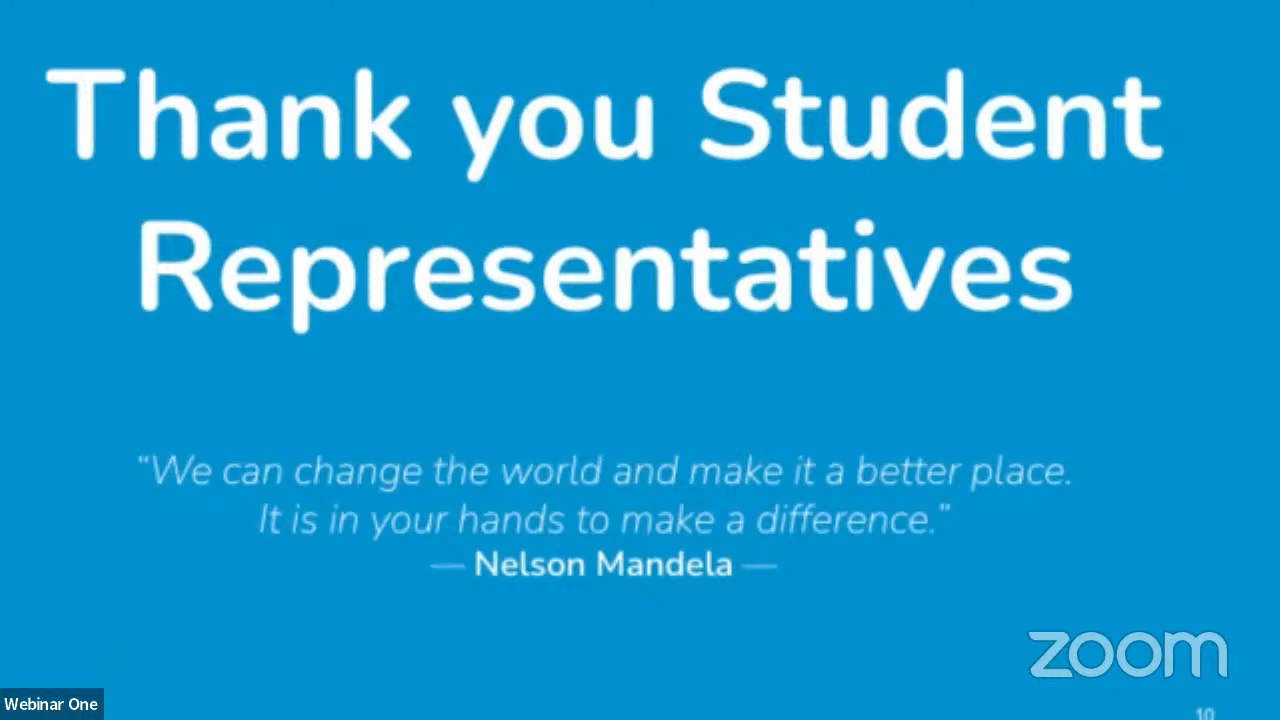 Thank you Student
Representatives
“We can change the world and make it a better place.
It is in your hands to make a difference.”
— Nelson Mandela —
zoom
Webinar One
10